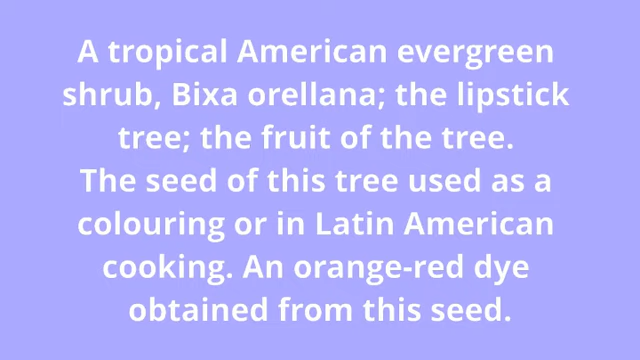 A tropical American evergreen
shrub, Bixa orellana; the lipstick
tree; the fruit of the tree.
The seed of this tree used as a
colouring or in Latin American
cooking. An orange-red dye
obtained from this seed.